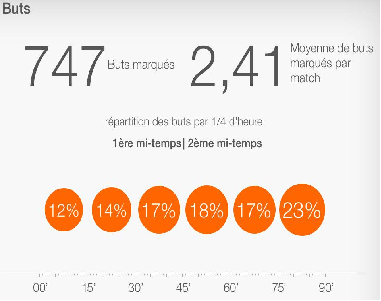 Buts
747 Buts marqués 2,41 Moyenne de buts
marqués par
match
répartition des buts par 1/4 d'heure
1ère mi-temps| 2ème mi-temps
12% 14% 17% 18% 17% 23%
00' 15' 30' 45' 60' 75' 90'